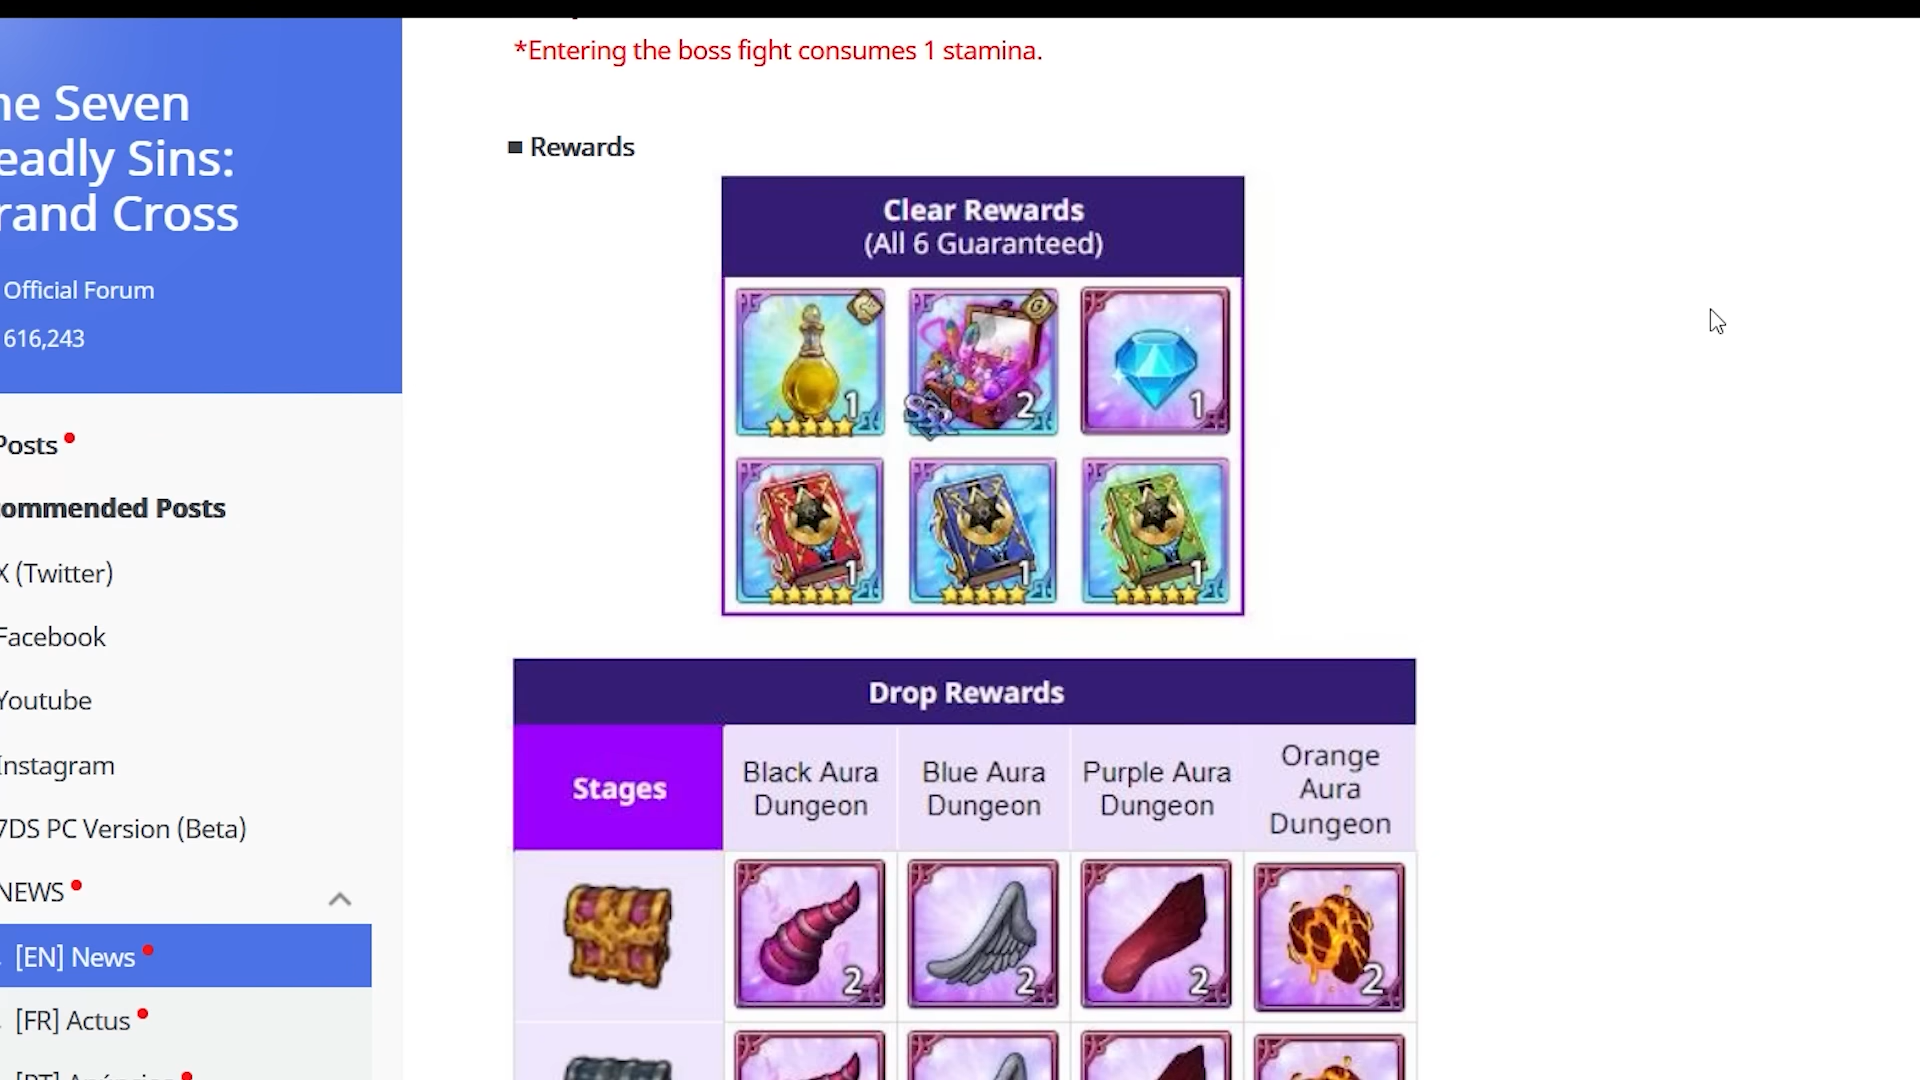 *Entering the boss fight consumes 1 stamina.
he Seven
eadly Sins:
rand Cross
Official Forum
616,243
Posts
ommended Posts
X (Twitter)
Facebook
Youtube
Instagram
7DS PC Version (Beta)
NEWS
[EN] News
[FR] Actus
■ Rewards
Clear Rewards
(All 6 Guaranteed)
1
2
1
1
1
1
Drop Rewards
Stages
Black Aura
Dungeon
Blue Aura
Dungeon
Purple Aura
Dungeon
Orange
Aura
Dungeon
2
2
2
2